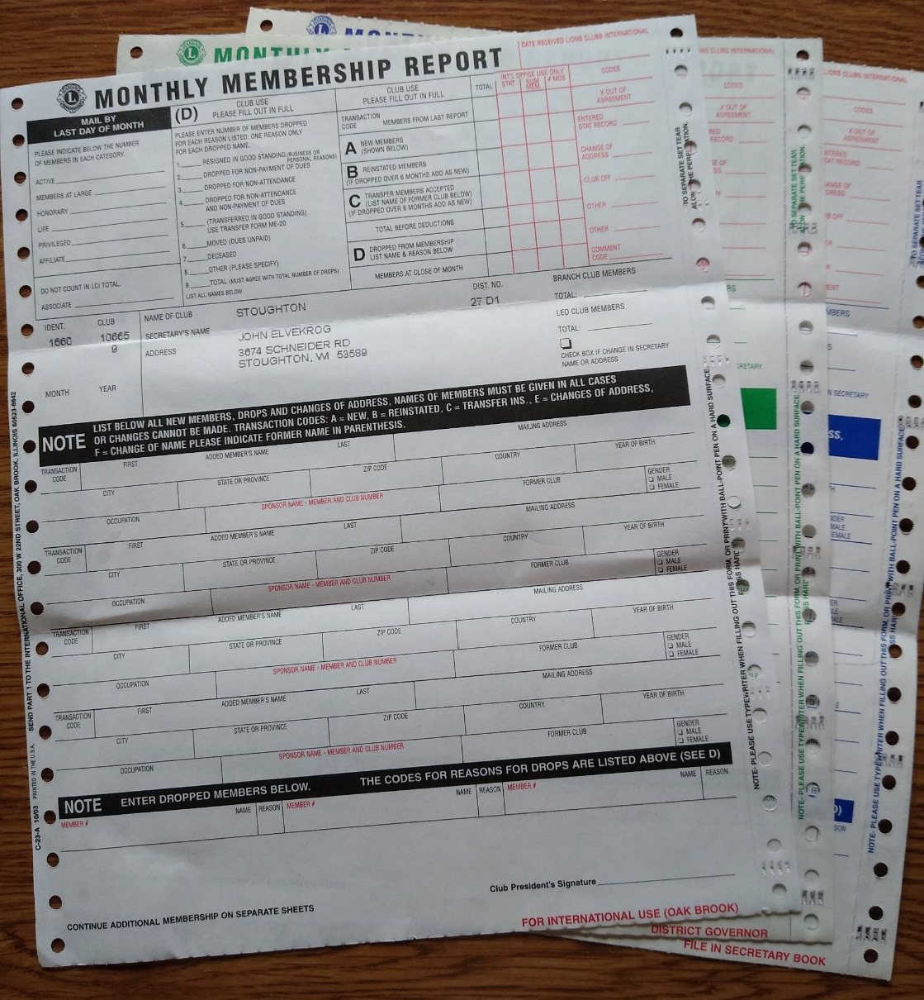 MONTHLY MEMBERSHIP REPORT
DATE RECEIVED LIONS CLUBS INTERNATIONAL
MAIL BY
LAST DAY OF MONTH
PLEASE INDICATE BELOW THE NUMBER
OF MEMBERS IN EACH CATEGORY.
ACTIVE
MEMBERS AT LARGE
HONORARY
LIFE
PRIVILEGED
AFFILIATE
DO NOT COUNT IN LCI TOTAL.
ASSOCIATE
(D) CLUB USE
PLEASE FILL OUT IN FULL
PLEASE ENTER NUMBER OF MEMBERS DROPPED
FOR EACH REASON LISTED. ONE REASON ONLY
FOR EACH DROPPED NAME.
1. RESIGNED IN GOOD STANDING (BUSINESS OR
PERSONAL REASONS)
2. DROPPED FOR NON-PAYMENT OF DUES
3. DROPPED FOR NON-ATTENDANCE
4. DROPPED FOR NON-ATTENDANCE
AND NON-PAYMENT OF DUES
5. (TRANSFERRED IN GOOD STANDING)
USE TRANSFER FORM ME-20
6. MOVED (DUES UNPAID)
7. DECEASED
8. OTHER (PLEASE SPECIFY)
9. TOTAL (MUST AGREE WITH TOTAL NUMBER OF DROPS)
LIST ALL NAMES BELOW
CLUB USE
PLEASE FILL OUT IN FULL
TOTAL
TRANSACTION
CODE
MEMBERS FROM LAST REPORT
A NEW MEMBERS
(SHOWN BELOW)
B REINSTATED MEMBERS
(IF DROPPED OVER 6 MONTHS ADD AS NEW)
C TRANSFER MEMBERS ACCEPTED
(LIST NAME OF FORMER CLUB BELOW)
(IF DROPPED OVER 6 MONTHS ADD AS NEW)
TOTAL BEFORE DEDUCTIONS
D DROPPED FROM MEMBERSHIP
LIST NAME & REASON BELOW
MEMBERS AT CLOSE OF MONTH
INT'L OFFICE USE ONLY
STAT NUM MEM # MOS
CODES
X OUT OF
AGREEMENT
ENTERED
STAT RECORD
CHANGE OF
ADDRESS
CLUB OFF
OTHER
OTHER
COMMENT
CODE
IDENT. CLUB
1660 10665
9
MONTH YEAR
NAME OF CLUB STOUGHTON
DIST. NO.
27 D1
SECRETARY'S NAME JOHN ELVEKROG
ADDRESS 3674 SCHNEIDER RD
STOUGHTON, WI 53589
BRANCH CLUB MEMBERS
TOTAL:
LEO CLUB MEMBERS
TOTAL:
CHECK BOX IF CHANGE IN SECRETARY
NAME OR ADDRESS
NOTE LIST BELOW ALL NEW MEMBERS, DROPS AND CHANGES OF ADDRESS, NAMES OF MEMBERS MUST BE GIVEN IN ALL CASES
OR CHANGES CANNOT BE MADE. TRANSACTION CODES: A = NEW, B = REINSTATED, C = TRANSFER INS., E = CHANGES OF ADDRESS,
F = CHANGE OF NAME PLEASE INDICATE FORMER NAME IN PARENTHESIS.
TRANSACTION
CODE
FIRST ADDED MEMBER'S NAME LAST MAILING ADDRESS
CITY STATE OR PROVINCE ZIP CODE COUNTRY YEAR OF BIRTH
OCCUPATION SPONSOR NAME - MEMBER AND CLUB NUMBER FORMER CLUB GENDER
MALE
FEMALE
TRANSACTION
CODE
FIRST ADDED MEMBER'S NAME LAST MAILING ADDRESS
CITY STATE OR PROVINCE ZIP CODE COUNTRY YEAR OF BIRTH
OCCUPATION SPONSOR NAME - MEMBER AND CLUB NUMBER FORMER CLUB GENDER
MALE
FEMALE
TRANSACTION
CODE
FIRST ADDED MEMBER'S NAME LAST MAILING ADDRESS
CITY STATE OR PROVINCE ZIP CODE COUNTRY YEAR OF BIRTH
OCCUPATION SPONSOR NAME - MEMBER AND CLUB NUMBER FORMER CLUB GENDER
MALE
FEMALE
TRANSACTION
CODE
FIRST ADDED MEMBER'S NAME LAST MAILING ADDRESS
CITY STATE OR PROVINCE ZIP CODE COUNTRY YEAR OF BIRTH
OCCUPATION SPONSOR NAME - MEMBER AND CLUB NUMBER FORMER CLUB GENDER
MALE
FEMALE
NOTE ENTER DROPPED MEMBERS BELOW. THE CODES FOR REASONS FOR DROPS ARE LISTED ABOVE (SEE D)
MEMBER # NAME REASON MEMBER # NAME REASON MEMBER # NAME REASON
Club President's Signature
CONTINUE ADDITIONAL MEMBERSHIP ON SEPARATE SHEETS
FOR INTERNATIONAL USE (OAK BROOK)
DISTRICT GOVERNOR
FILE IN SECRETARY BOOK
C-23-A 10/03 PRINTED IN THE U.S.A. SEND PART 1 TO THE INTERNATIONAL OFFICE, 300 W 22ND STREET, OAK BROOK, ILLINOIS 60523-8842
NOTE- PLEASE USE TYPEWRITER WHEN FILLING OUT THIS FORM, OR PRINT WITH BALL-POINT PEN ON A HARD SURFACE.
TO SEPARATE SET TEAR
NOTE- PLEASE USE TYPEWRITER WHEN FILLING OUT THIS FORM, OR PRINT WITH BALL-POINT PEN ON A HARD SURFACE.
TO SEPARATE SET TEAR
NOTE- PLEASE USE TYPEWRITER WHEN FILLING OUT THIS FORM, OR PRINT WITH BALL-POINT PEN ON A HARD SURFACE
TO SEPARATE SET TEAR